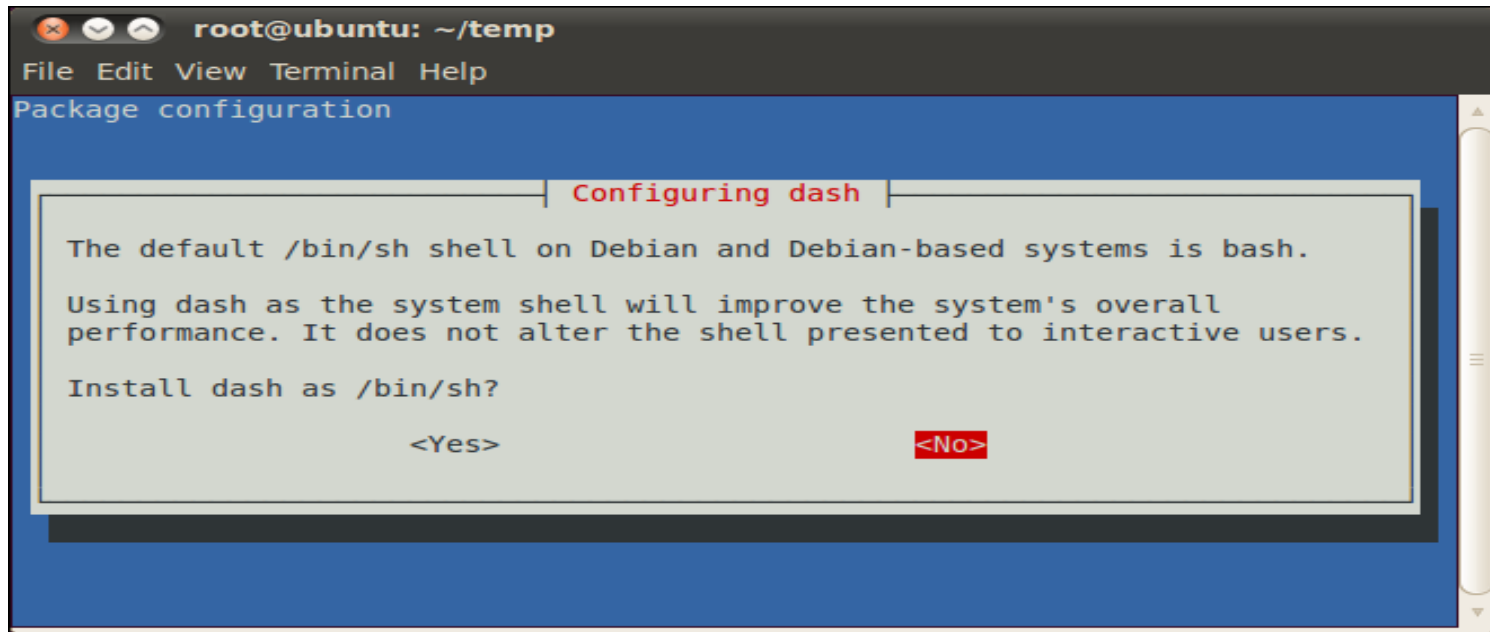 root@ubuntu: ~/temp
File Edit View Terminal Help
Package configuration
Configuring dash
The default /bin/sh shell on Debian and Debian-based systems is bash.
Using dash as the system shell will improve the system's overall
performance. It does not alter the shell presented to interactive users.
Install dash as /bin/sh?
<Yes> <No>